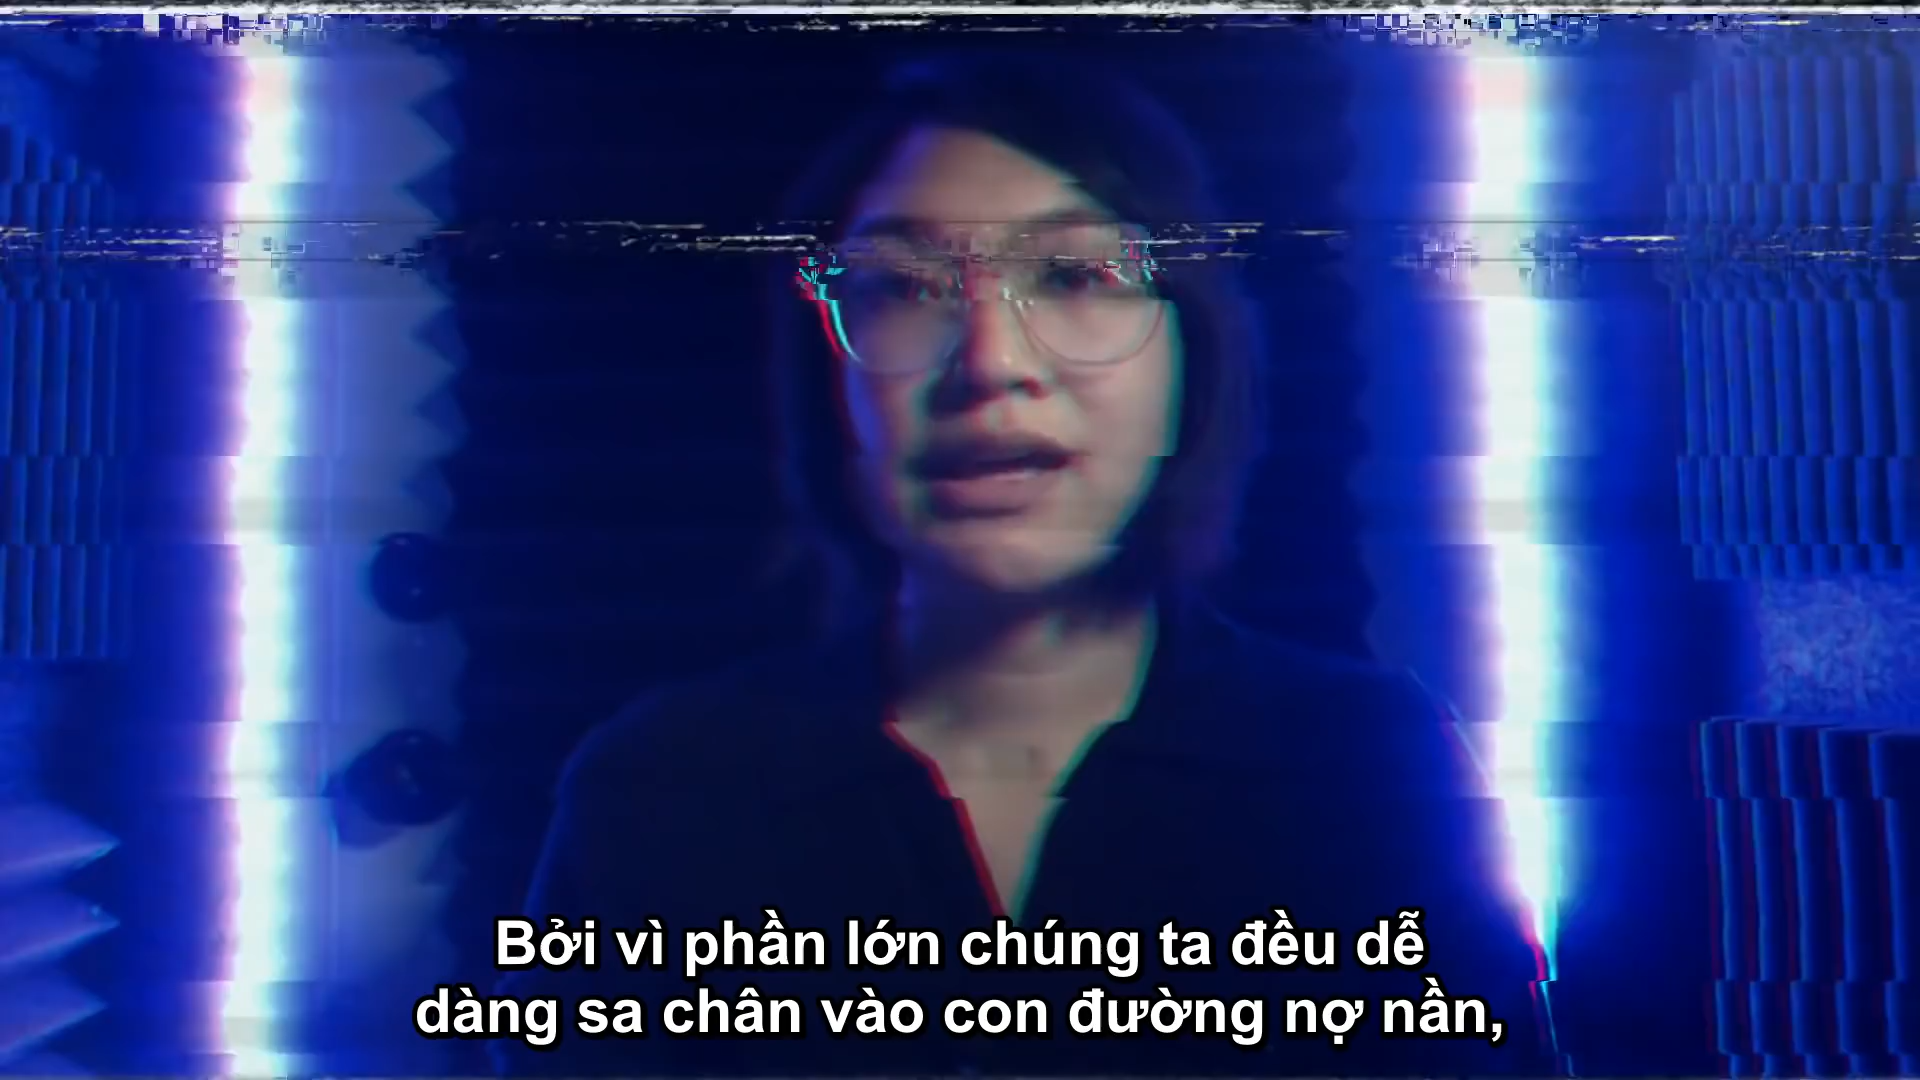 Bởi vì phần lớn chúng ta đều dễ
dàng sa chân vào con đường nợ nần,